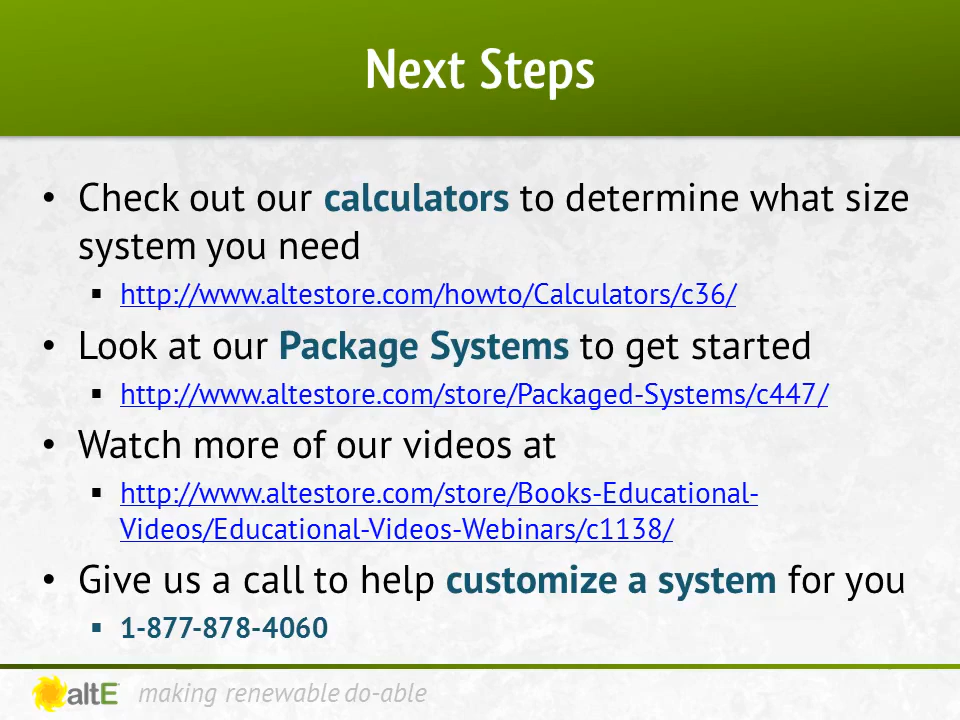 Next Steps
• Check out our calculators to determine what size
system you need
▪ http://www.altestore.com/howto/Calculators/c36/
• Look at our Package Systems to get started
▪ http://www.altestore.com/store/Packaged-Systems/c447/
• Watch more of our videos at
▪ http://www.altestore.com/store/Books-Educational-
Videos/Educational-Videos-Webinars/c1138/
• Give us a call to help customize a system for you
▪ 1-877-878-4060
altE making renewable do-able